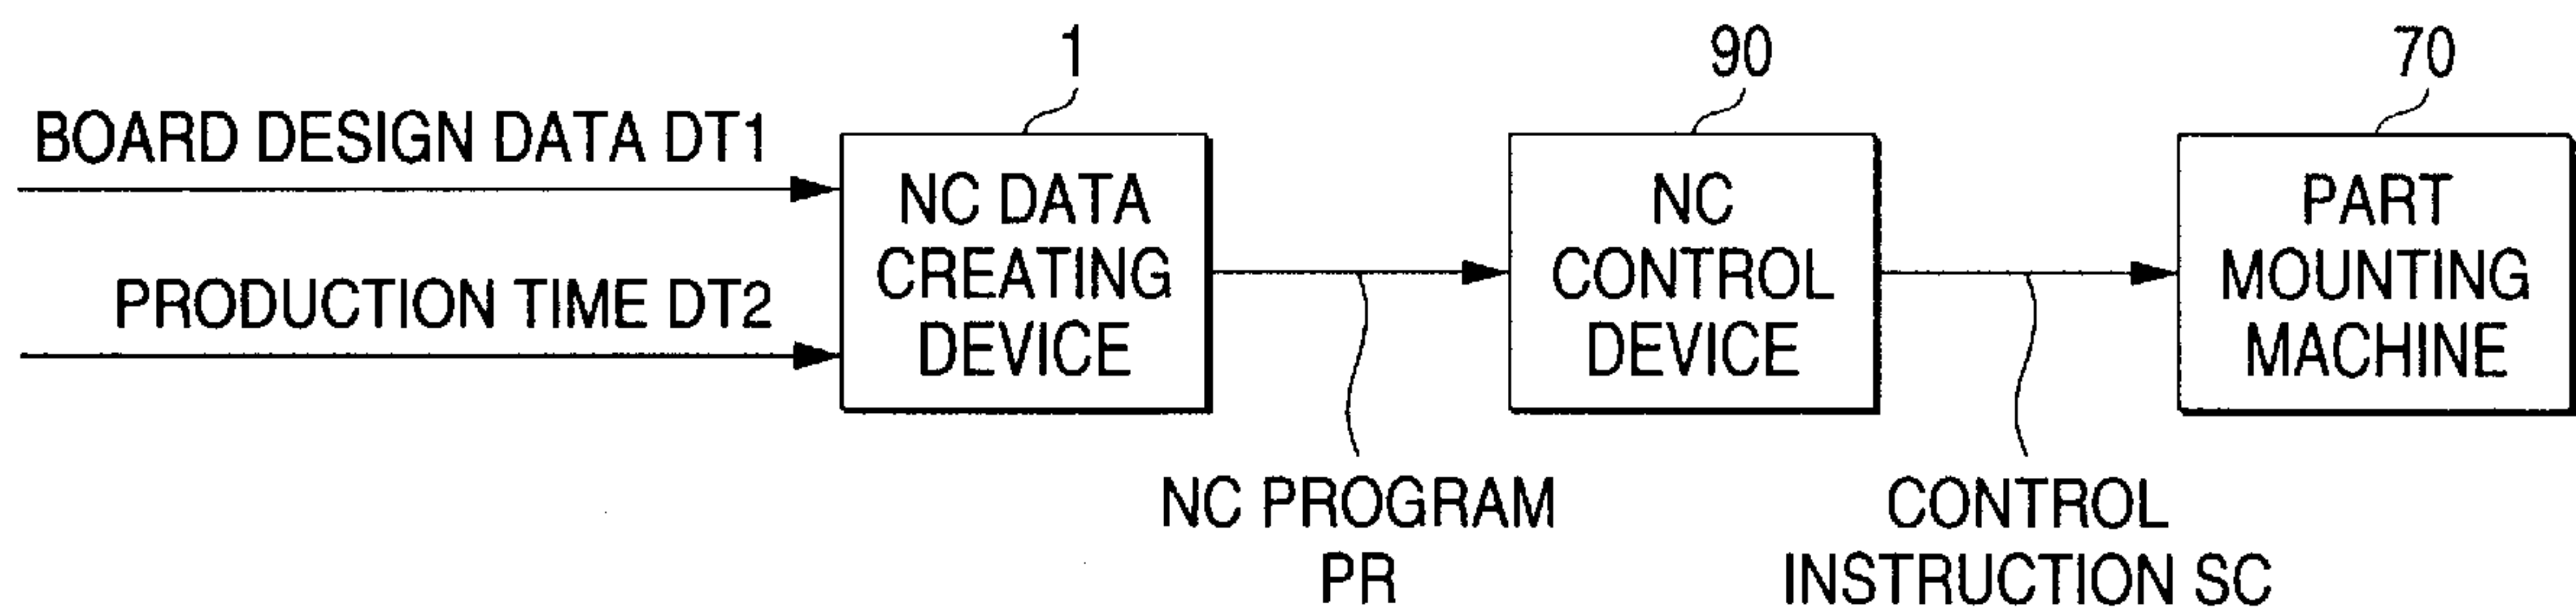 1
90
70
BOARD DESIGN DATA DT1
PRODUCTION TIME DT2
NC DATA
CREATING
DEVICE
NC
CONTROL
DEVICE
PART
MOUNTING
MACHINE
NC PROGRAM
PR
CONTROL
INSTRUCTION SC